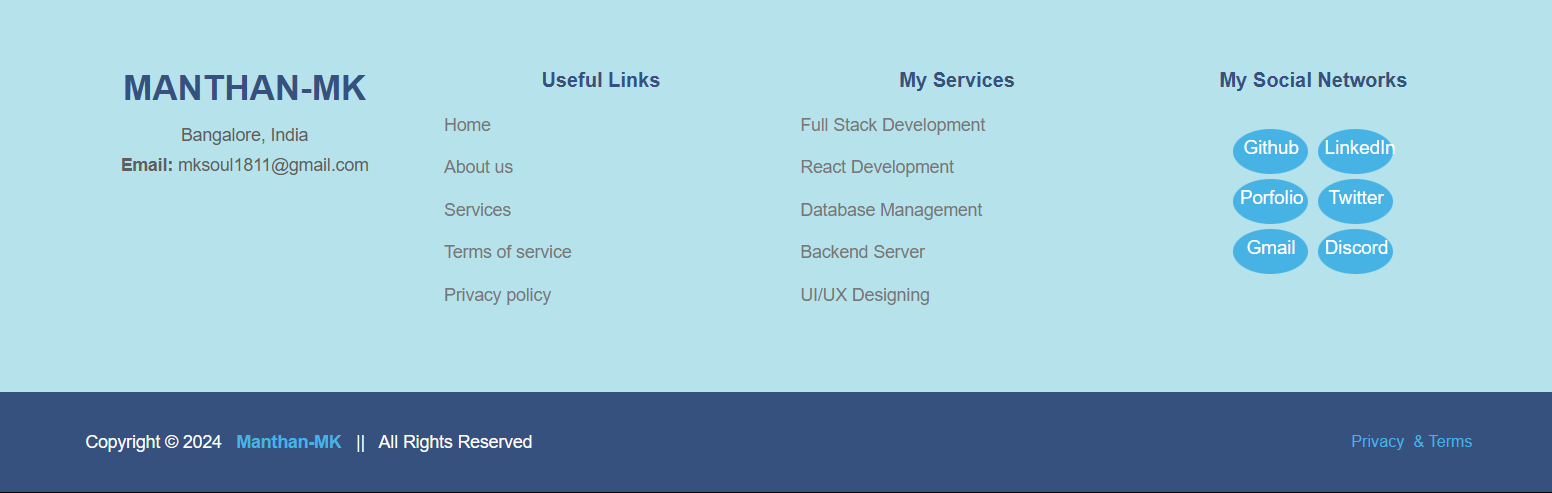 MANTHAN-MK
Bangalore, India
Email: mksoul1811@gmail.com
Useful Links
Home
About us
Services
Terms of service
Privacy policy
My Services
Full Stack Development
React Development
Database Management
Backend Server
UI/UX Designing
My Social Networks
Github LinkedIn
Porfolio Twitter
Gmail Discord
Copyright © 2024 Manthan-MK || All Rights Reserved
Privacy & Terms